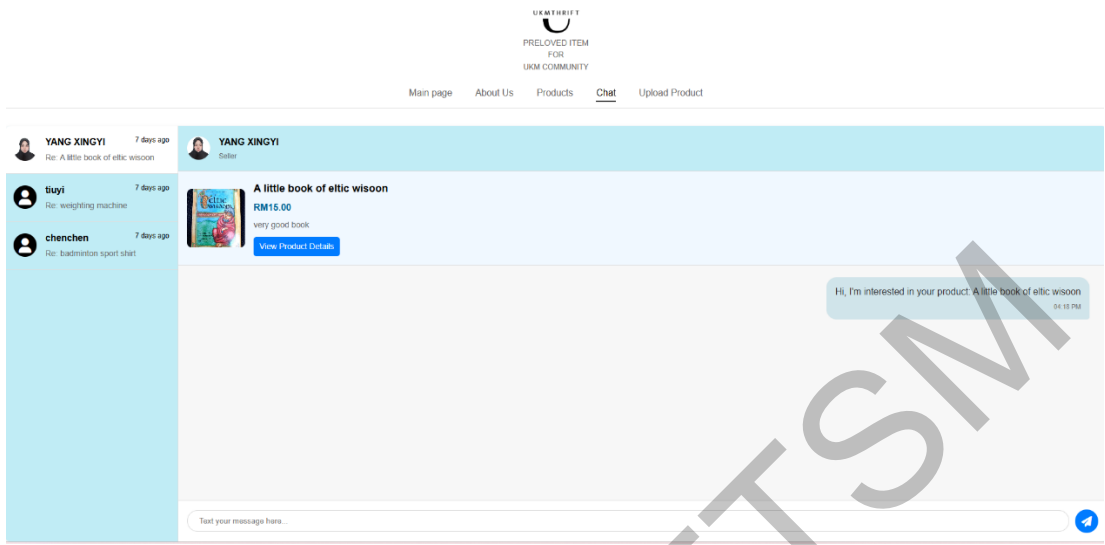 UKMTHRIFT
PRELOVED ITEM
FOR
UKM COMMUNITY
Main page About Us Products Chat Upload Product
YANG XINGYI 7 days ago
Re: A little book of eltic wisoon
tiuyi 7 days ago
Re: weighting machine
chenchen 7 days ago
Re: badminton sport shirt
YANG XINGYI
Seller
A little book of eltic wisoon
RM15.00
very good book
View Product Details
Hi, I'm interested in your product: A little book of eltic wisoon
04:15 PM
Text your message here...
TSM